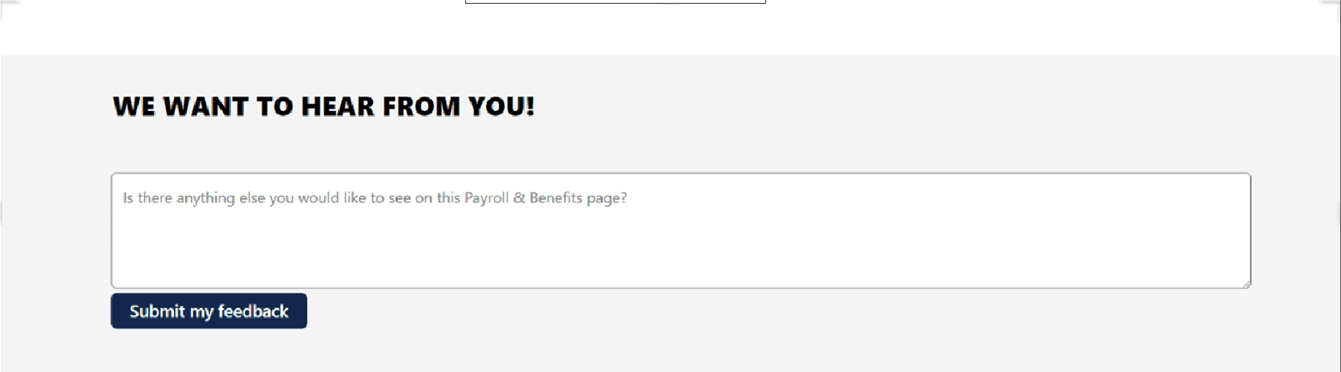 WE WANT TO HEAR FROM YOU!
Is there anything else you would like to see on this Payroll & Benefits page?
Submit my feedback